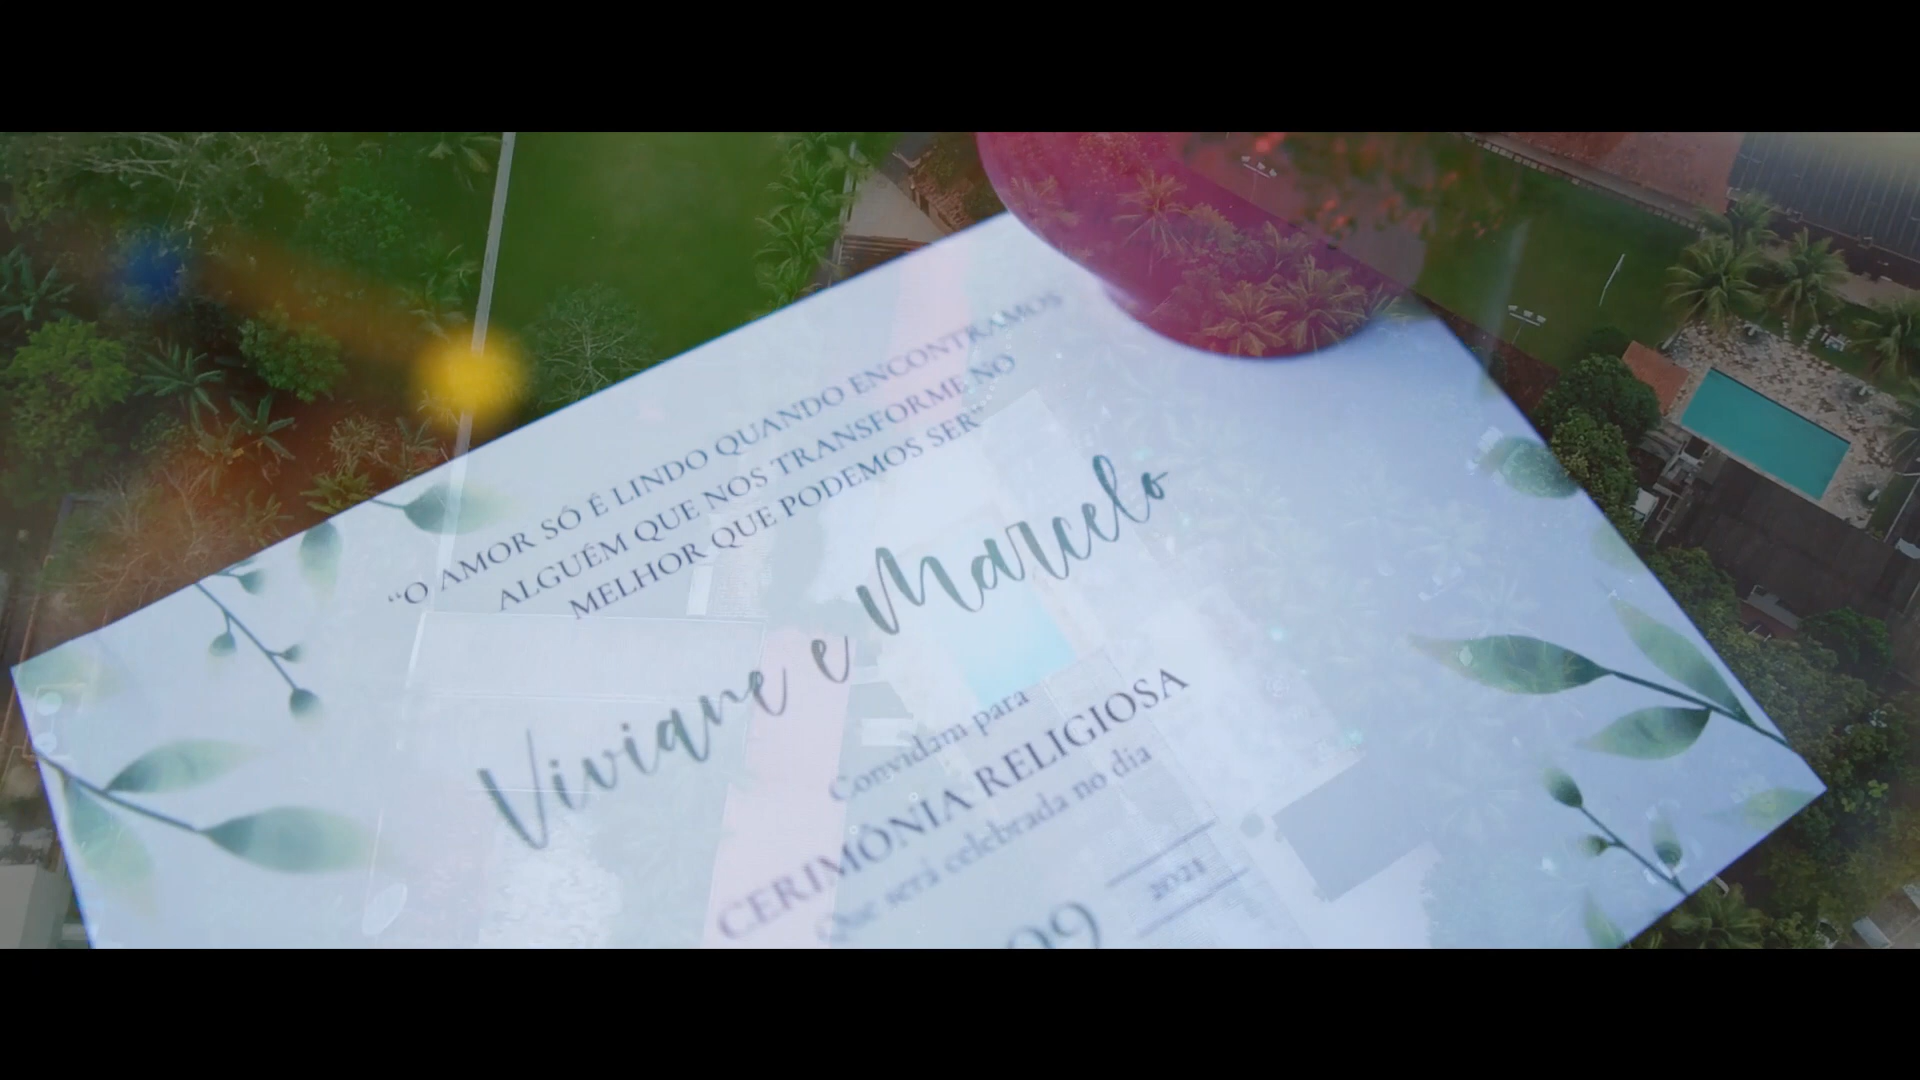 “O AMOR SÓ É LINDO QUANDO ENCONTRAMOS
ALGUÉM QUE NOS TRANSFORME NO
MELHOR QUE PODEMOS SER”
Viviane e Marcelo
Convidam para
CERIMÔNIA RELIGIOSA
Que será celebrada no dia
09
2021